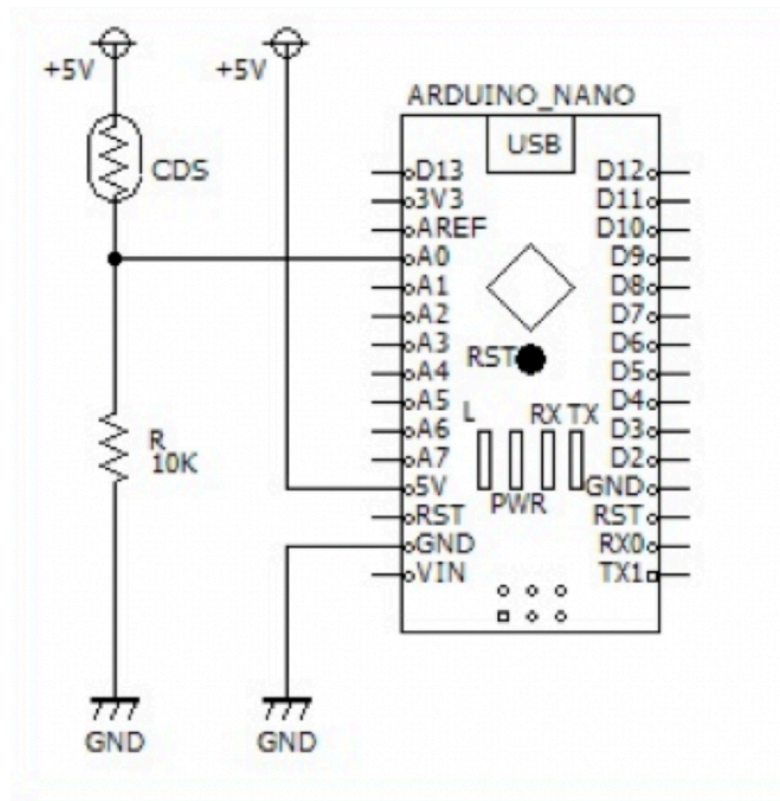 +5V
+5V
ARDUINO_NANO
USB
CDS
D13
D12
3V3
D11
AREF
D10
A0
D9
A1
D8
A2
D7
A3
D6
RST
A4
D5
A5
D4
L
RX TX
A6
D3
R
10K
A7
D2
5V
GND
PWR
RST
RST
GND
RX0
VIN
TX1
GND
GND